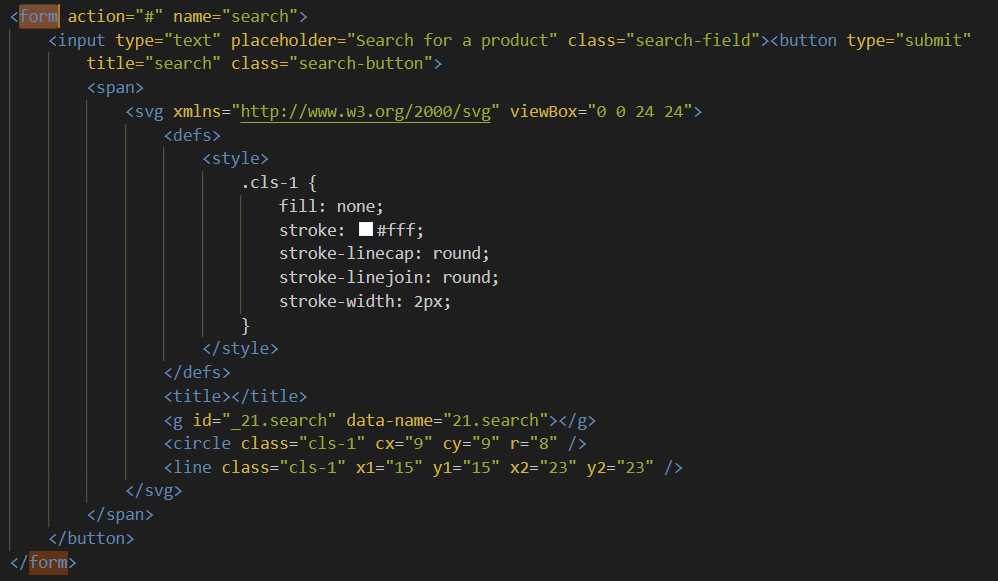 <form action="#" name="search">
    <input type="text" placeholder="Search for a product" class="search-field"><button type="submit"
        title="search" class="search-button">
        <span>
            <svg xmlns="http://www.w3.org/2000/svg" viewBox="0 0 24 24">
                <defs>
                    <style>
                        .cls-1 {
                            fill: none;
                            stroke: #fff;
                            stroke-linecap: round;
                            stroke-linejoin: round;
                            stroke-width: 2px;
                        }
                    </style>
                </defs>
                <title></title>
                <g id="_21.search" data-name="21.search"></g>
                <circle class="cls-1" cx="9" cy="9" r="8" />
                <line class="cls-1" x1="15" y1="15" x2="23" y2="23" />
            </svg>
        </span>
    </button>
</form>